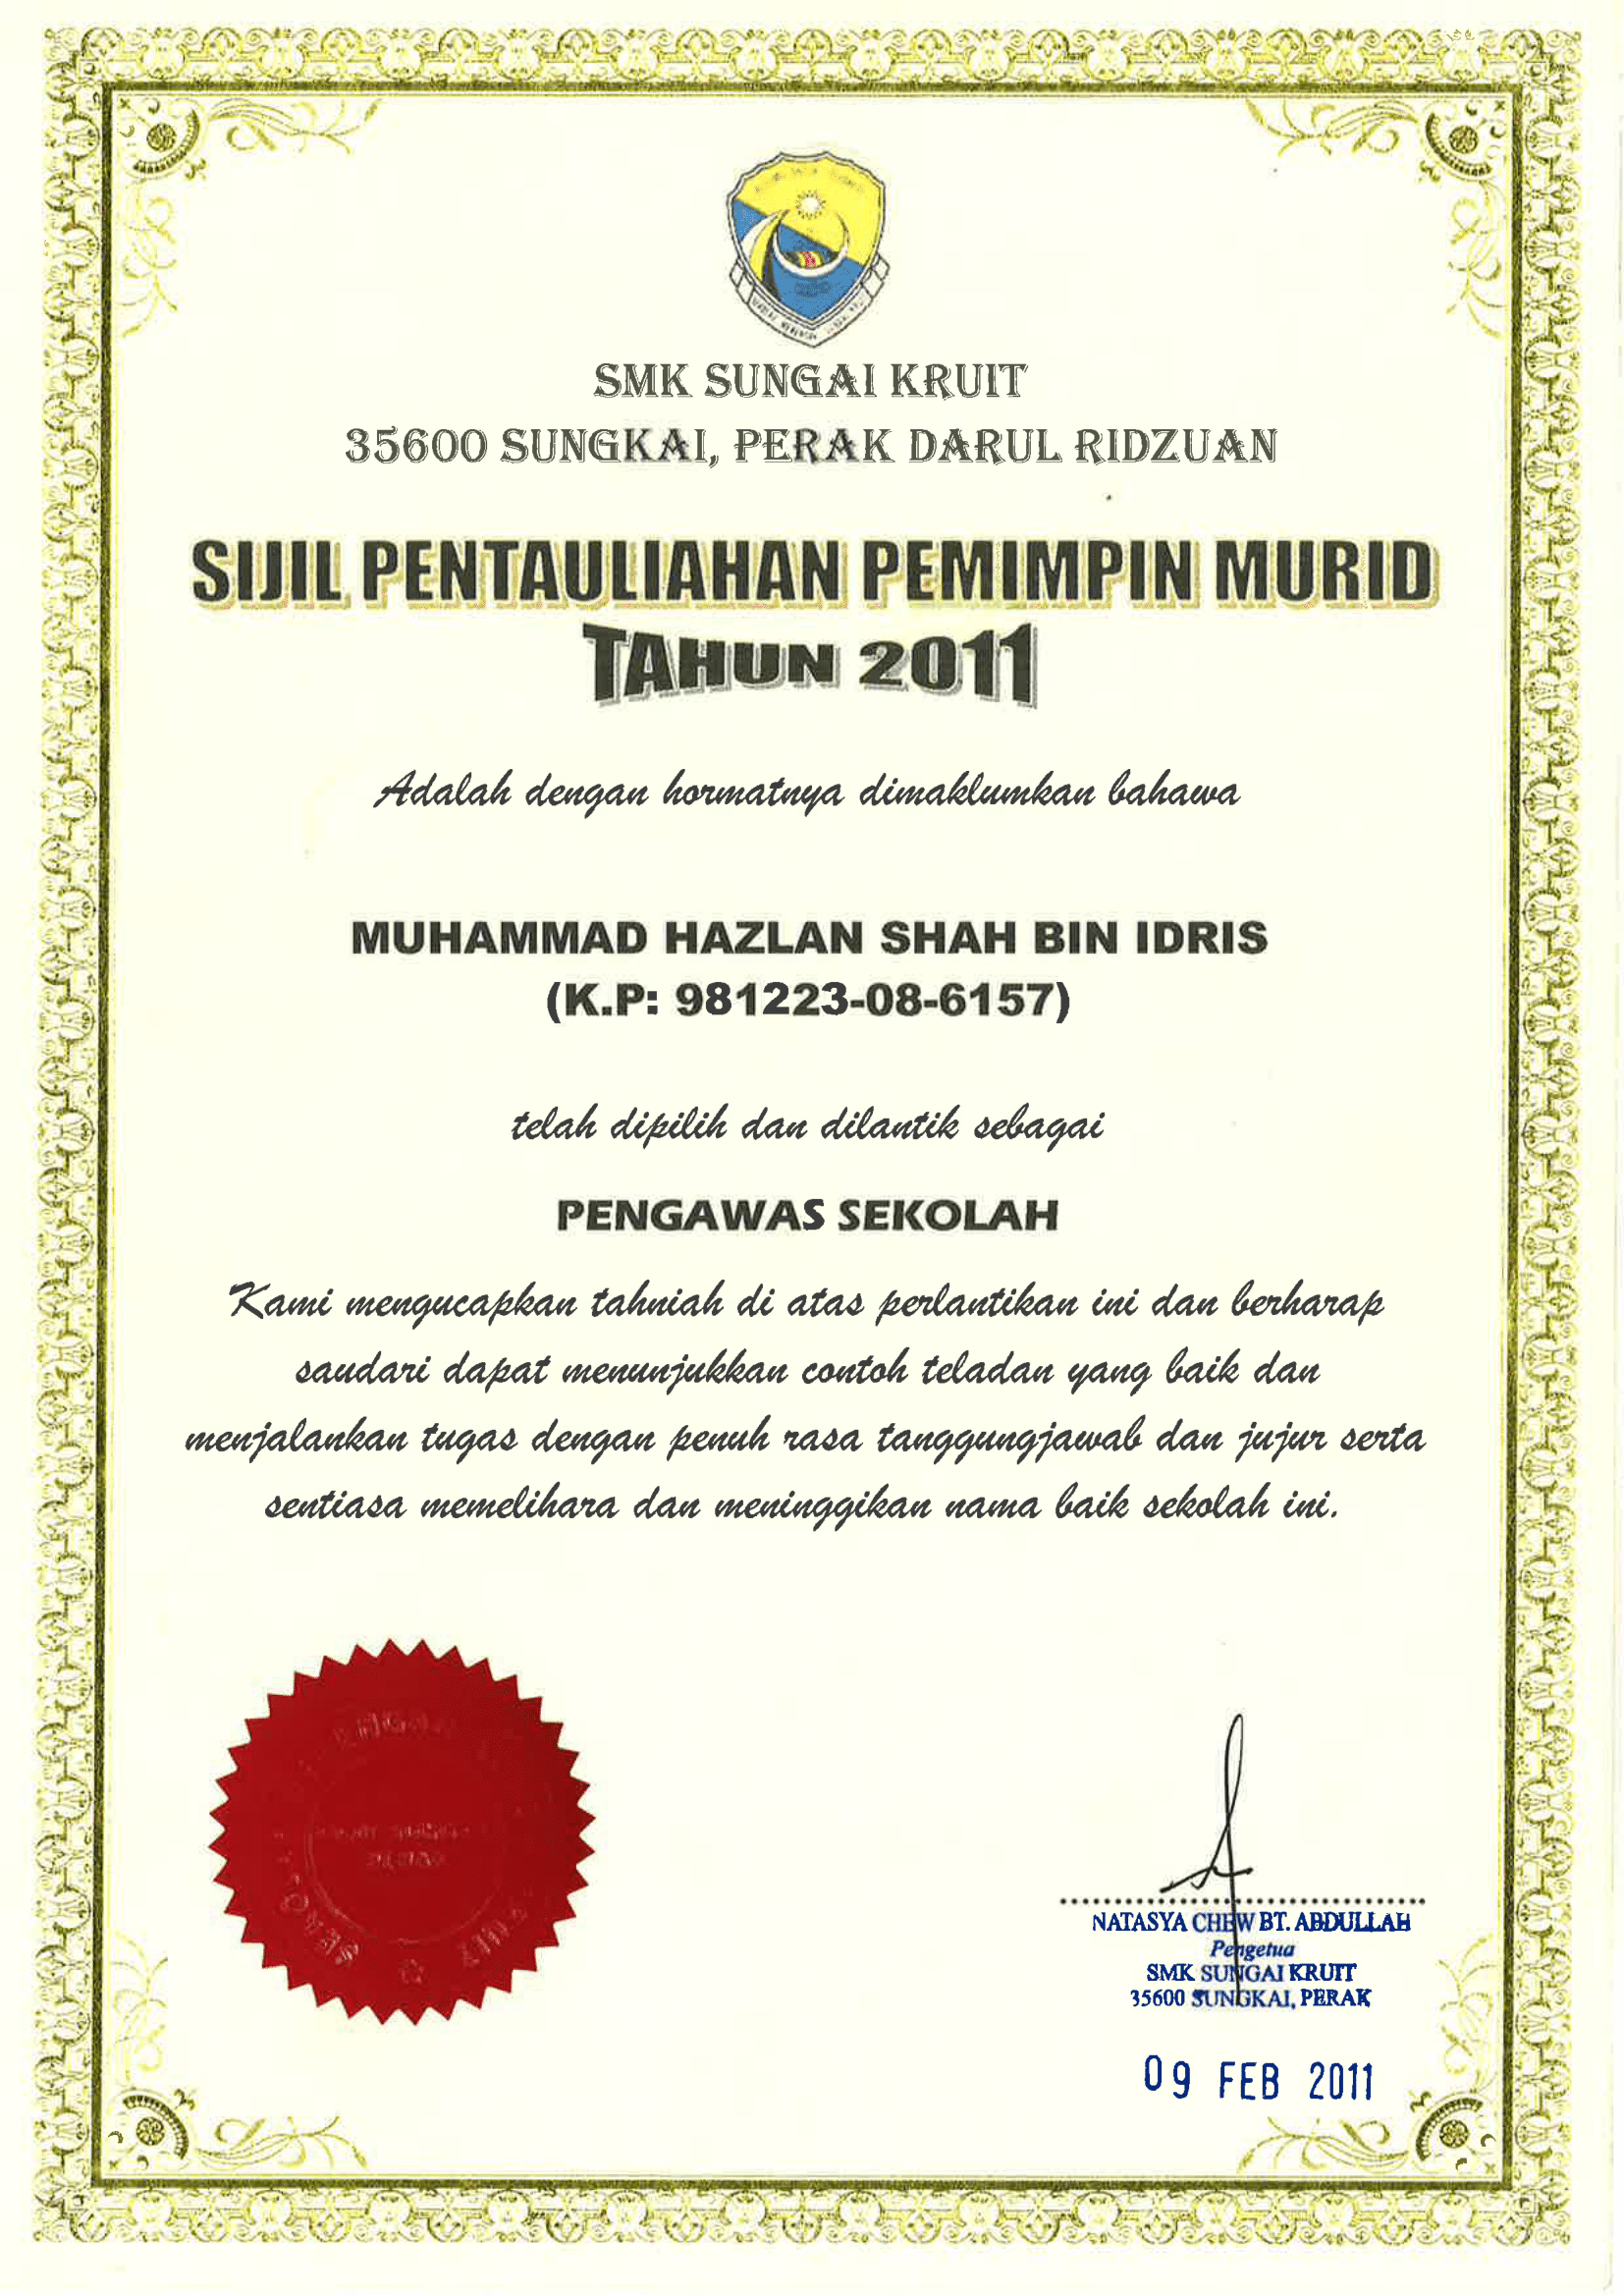 SMK SUNGAI KRUIT
35600 SUNGKAI, PERAK DARUL RIDZUAN
SIJIL PENTAULIAHAN PEMIMPIN MURID
TAHUN 2011
Adalah dengan hormatnya dimaklumkan bahawa
MUHAMMAD HAZLAN SHAH BIN IDRIS
(K.P: 981223-08-6157)
telah dipilih dan dilantik sebagai
PENGAWAS SEKOLAH
Kami mengucapkan tahniah di atas perlantikan ini dan berharap
saudari dapat menunjukkan contoh teladan yang baik dan
menjalankan tugas dengan penuh rasa tanggungjawab dan jujur serta
sentiasa memelihara dan meninggikan nama baik sekolah ini.
NATASYA CHEW BT. ABDULLAH
Pengetua
SMK SUNGAI KRUIT
35600 SUNGKAI, PERAK
09 FEB 2011